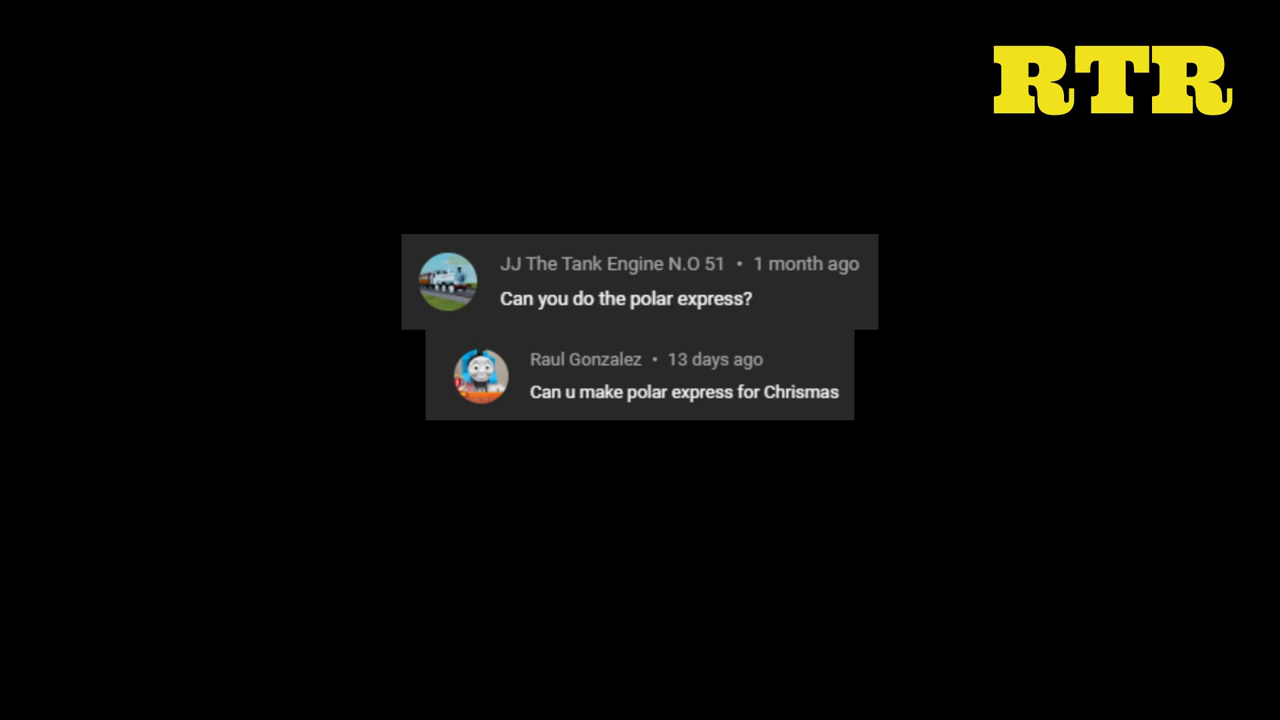 RTR
JJ The Tank Engine N.O 51 • 1 month ago
Can you do the polar express?
Raul Gonzalez • 13 days ago
Can u make polar express for Chrismas